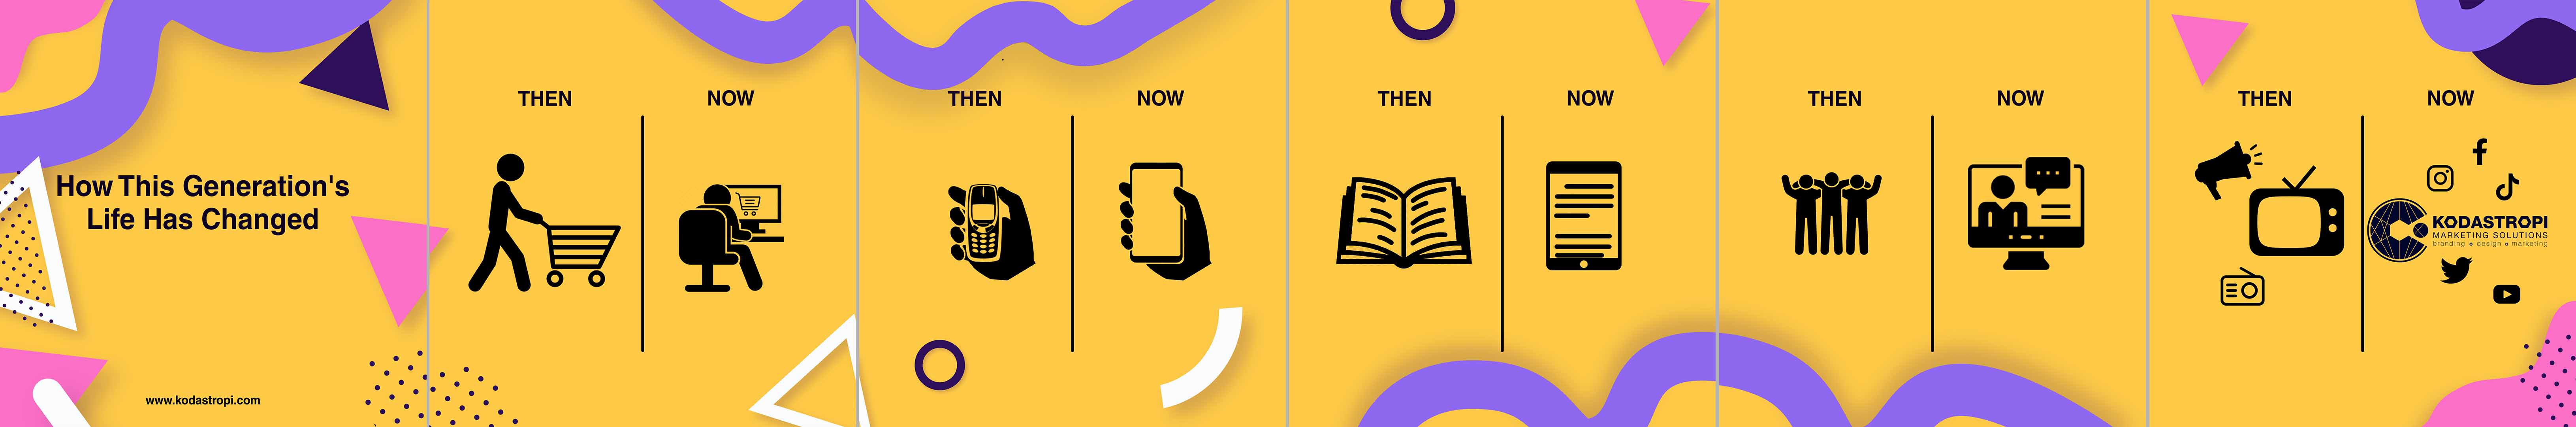 How This Generation's
Life Has Changed
www.kodastropi.com
THEN
NOW
THEN
NOW
THEN
NOW
THEN
NOW
THEN
NOW
KODASTROPI
MARKETING SOLUTIONS
branding • design • marketing